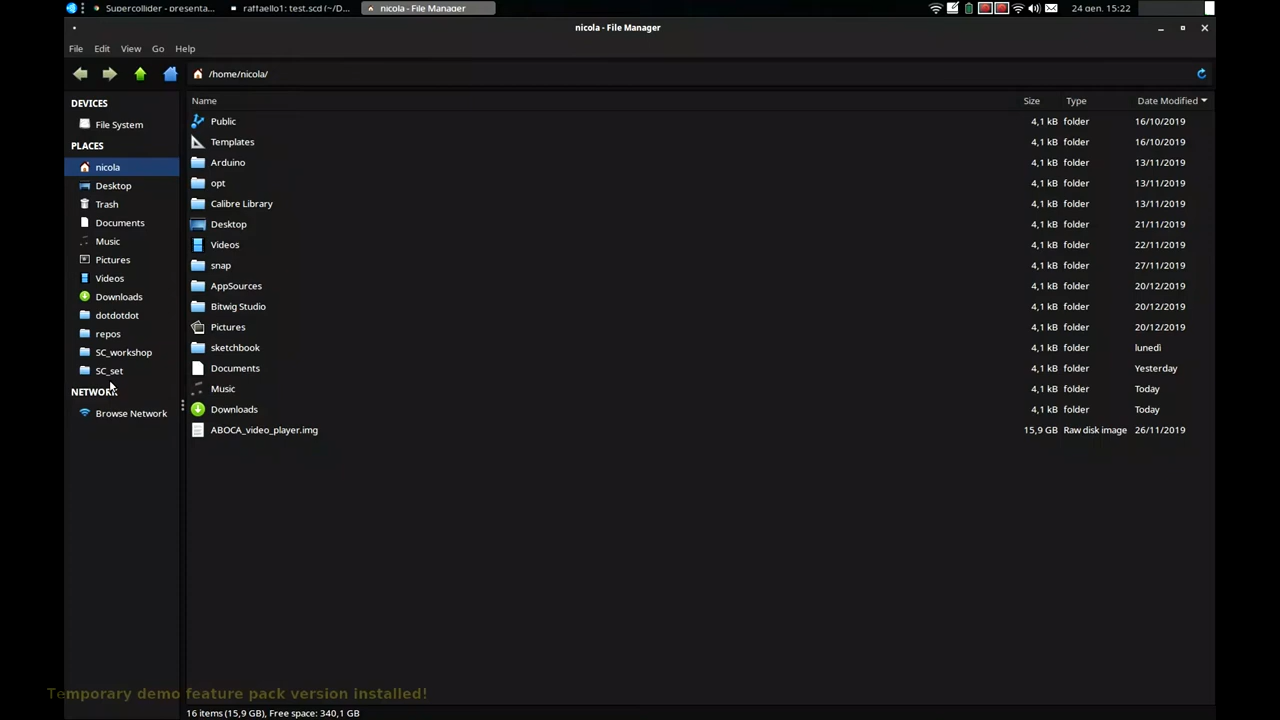 Supercollider - presenta...
raffaello1: test.scd (~/D...
nicola - File Manager
24 gen. 15:22
nicola - File Manager
File Edit View Go Help
/home/nicola/
DEVICES
File System
PLACES
nicola
Desktop
Trash
Documents
Music
Pictures
Videos
Downloads
dotdotdot
repos
SC_workshop
SC_set
NETWORK
Browse Network
Name Size Type Date Modified
Public 4,1 kB folder 16/10/2019
Templates 4,1 kB folder 16/10/2019
Arduino 4,1 kB folder 13/11/2019
opt 4,1 kB folder 13/11/2019
Calibre Library 4,1 kB folder 13/11/2019
Desktop 4,1 kB folder 21/11/2019
Videos 4,1 kB folder 22/11/2019
snap 4,1 kB folder 27/11/2019
AppSources 4,1 kB folder 20/12/2019
Bitwig Studio 4,1 kB folder 20/12/2019
Pictures 4,1 kB folder 20/12/2019
sketchbook 4,1 kB folder lunedì
Documents 4,1 kB folder Yesterday
Music 4,1 kB folder Today
Downloads 4,1 kB folder Today
ABOCA_video_player.img 15,9 GB Raw disk image 26/11/2019
Temporary demo feature pack version installed!
16 items (15,9 GB), Free space: 340,1 GB